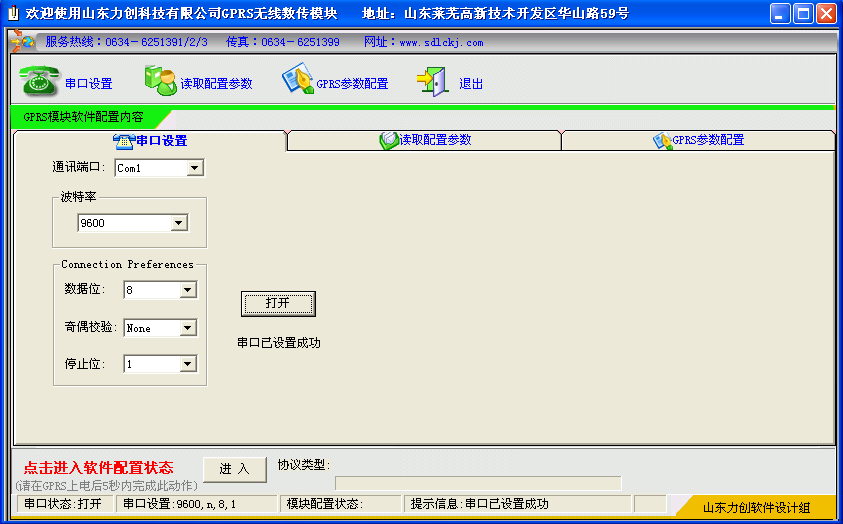 欢迎使用山东力创科技有限公司GPRS无线数传模块 地址：山东莱芜高新技术开发区华山路59号
服务热线：0634－6251391/2/3 传真：0634－6251399 网址：www.sdlckj.com
串口设置 读取配置参数 GPRS参数配置 退出
GPRS模块软件配置内容
串口设置 读取配置参数 GPRS参数配置
通讯端口: Com1
波特率
9600
Connection Preferences
数据位: 8
奇偶校验: None
停止位: 1
打开
串口已设置成功
点击进入软件配置状态 进 入 协议类型:
(请在GPRS上电后5秒内完成此动作)
串口状态:打开 串口设置:9600,n,8,1 模块配置状态: 提示信息:串口已设置成功 山东力创软件设计组